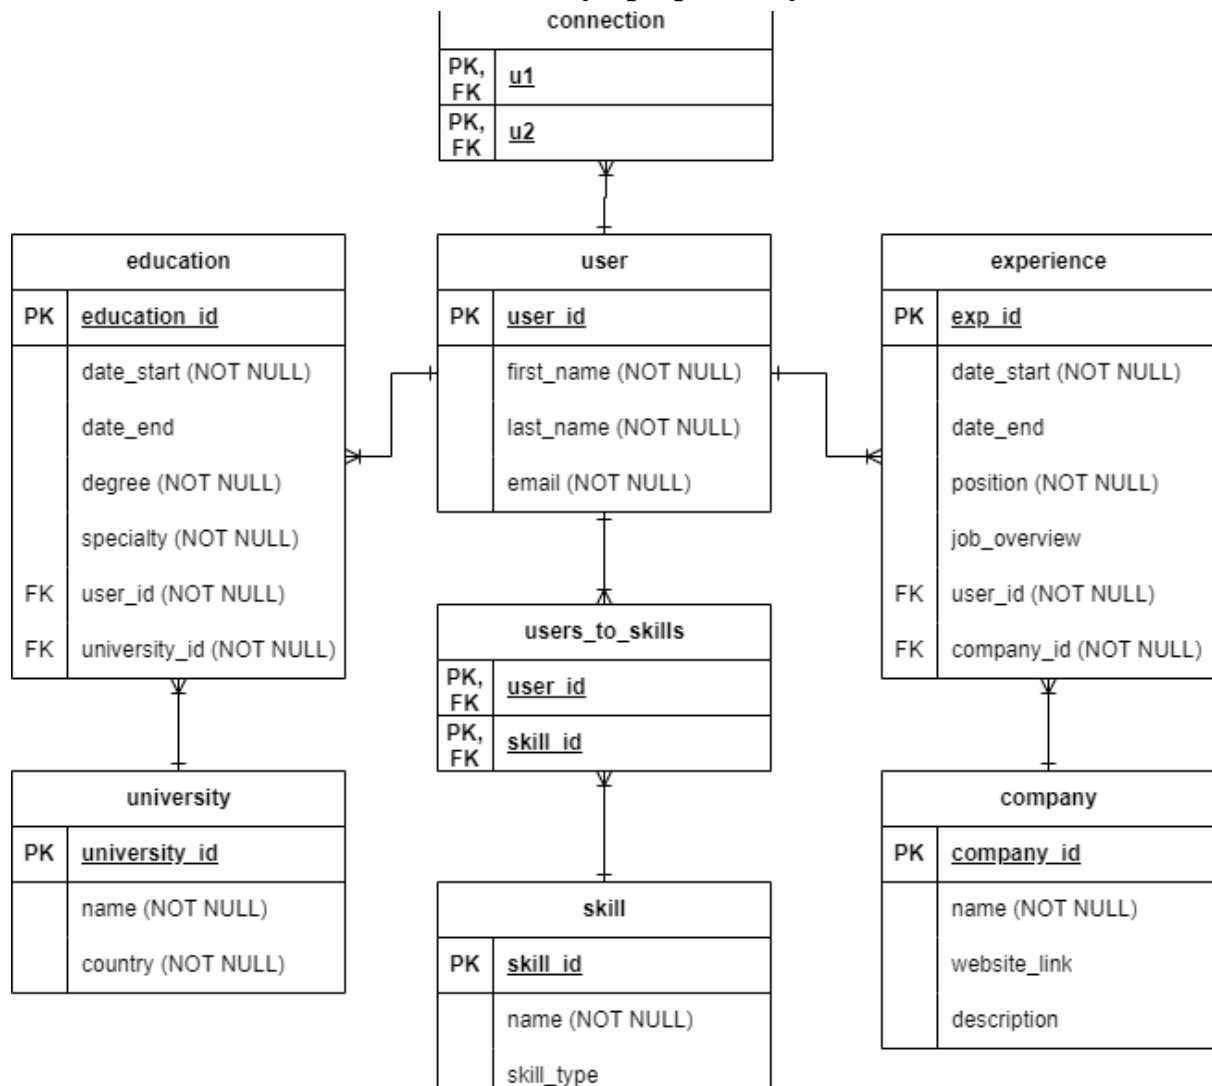 connection
PK, FK u1
PK, FK u2
education
PK education_id
date_start (NOT NULL)
date_end
degree (NOT NULL)
specialty (NOT NULL)
FK user_id (NOT NULL)
FK university_id (NOT NULL)
user
PK user_id
first_name (NOT NULL)
last_name (NOT NULL)
email (NOT NULL)
experience
PK exp_id
date_start (NOT NULL)
date_end
position (NOT NULL)
job_overview
FK user_id (NOT NULL)
FK company_id (NOT NULL)
users_to_skills
PK, FK user_id
PK, FK skill_id
university
PK university_id
name (NOT NULL)
country (NOT NULL)
skill
PK skill_id
name (NOT NULL)
skill_type
company
PK company_id
name (NOT NULL)
website_link
description